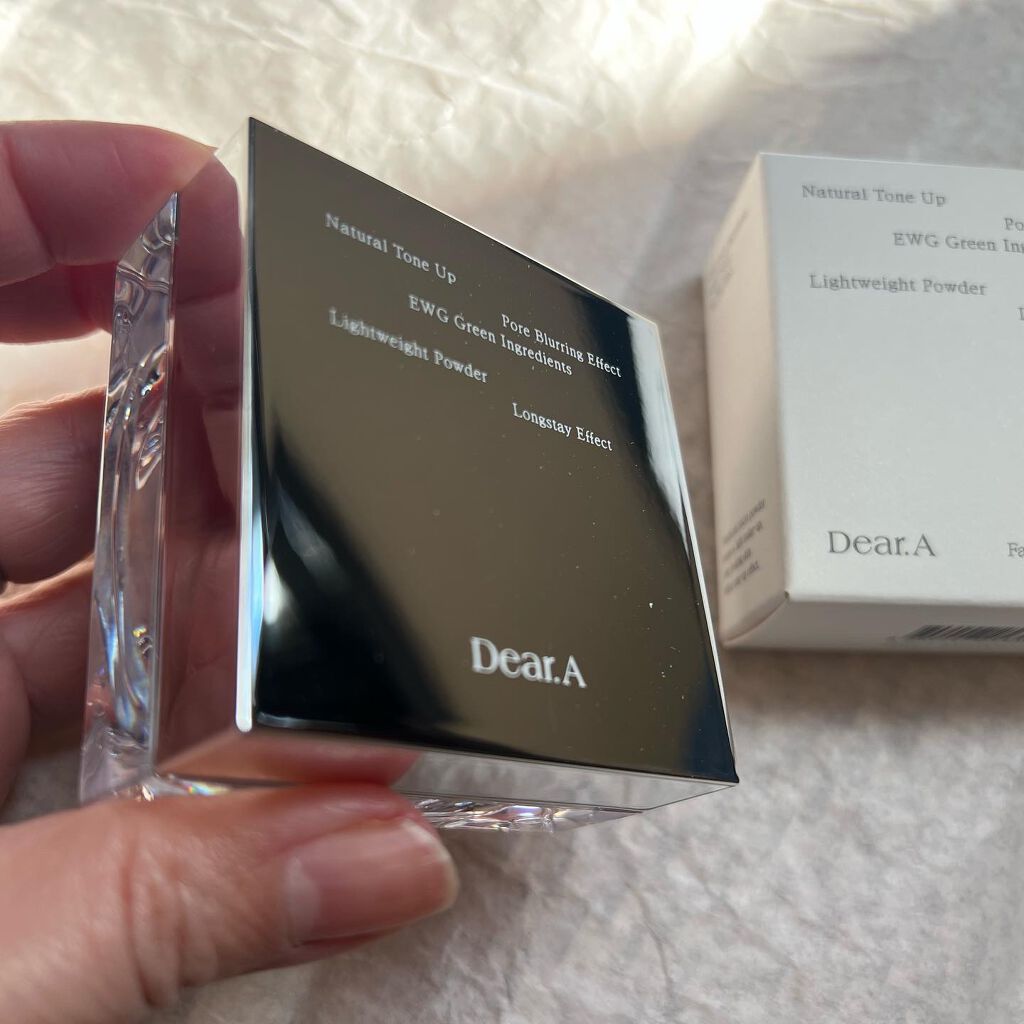 Natural Tone Up
Pore Blurring Effect
EWG Green Ingredients
Lightweight Powder
Longstay Effect
Dear.A
Natural Tone Up
EWG Green
Lightweight Powder
Dear.A